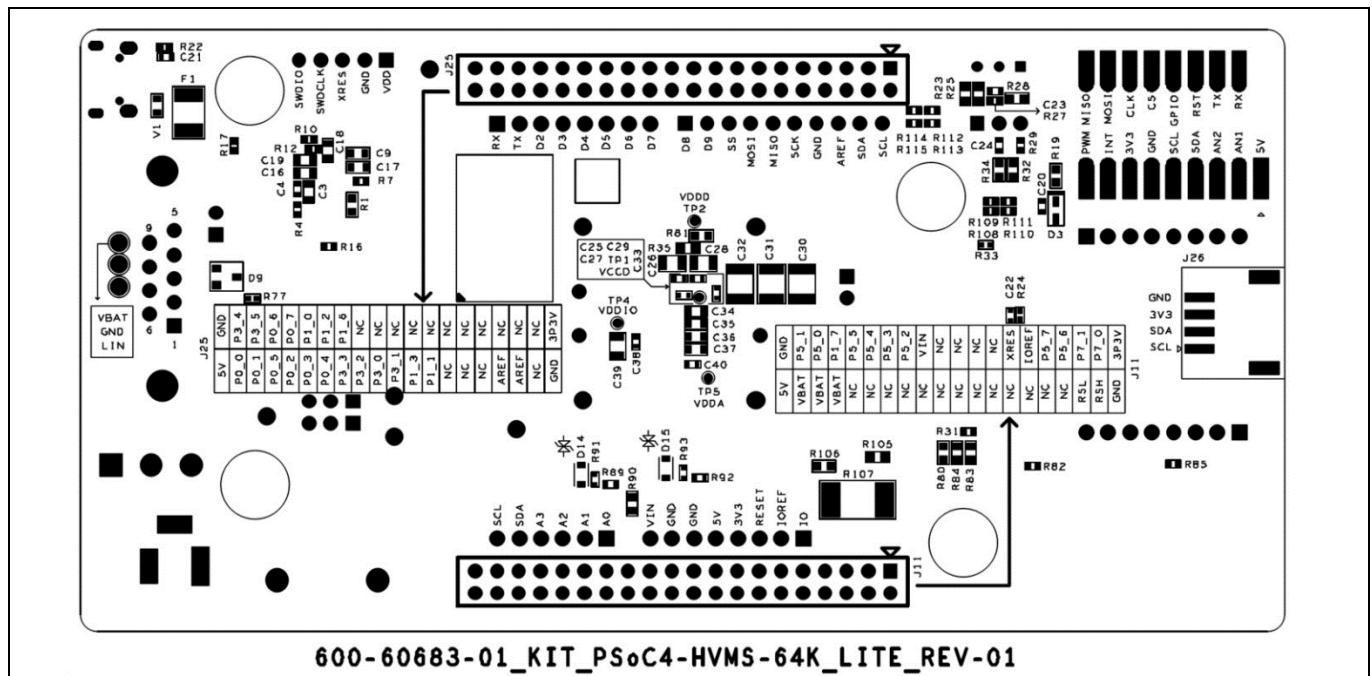 R22
C21
F1
V1
R17
SWDIO
SWDCLK
XRES
GND
VDD
J25
R23
R25
R28
C23
R27
PWM MISO
INT MOSI
3V3 CLK
GND CS
SCL GPIO
SDA RST
AN2 TX
AN1 RX
5V
R10
R12
C18
C19
C16
C9
C17
R7
C4
C3
R1
R4
R16
RX
TX
D2
D3
D4
D5
D6
D7
D8
D9
SS
MOSI
MISO
SCK
GND
AREF
SDA
SCL
R114 R112
R115 R113
C24
R29
R34
R32
R19
C20
D3
R109 R111
R108 R110
R33
5
9
6
1
VBAT
GND
LIN
D9
R77
VDDD
TP2
R81
R35
C28
C26
C25 C29
C27 TP1
VCCD
C33
C32
C31
C30
TP4
VDDIO
C34
C35
C36
C37
C38
C39
C40
TP5
VDDA
C22
R24
J26
GND
3V3
SDA
SCL
J25
GND
P3_4
P3_5
P0_6
P0_7
P1_0
P1_2
P1_6
NC
NC
NC
NC
NC
NC
NC
NC
NC
3P3V
5V
P0_0
P0_1
P0_5
P0_2
P0_3
P0_4
P3_3
P3_2
P3_0
P3_1
P1_3
P1_1
NC
NC
NC
AREF
AREF
NC
GND
GND
P5_1
P5_0
P1_7
NC
P5_5
P5_4
P5_3
P5_2
VIN
NC
NC
NC
NC
XRES
IOREF
NC
P5_7
P5_6
P7_1
P7_0
3P3V
5V
VBAT
VBAT
VBAT
NC
NC
NC
NC
NC
NC
NC
NC
NC
NC
NC
NC
NC
NC
RSL
RSH
GND
J11
D14
R91
R89
R90
D15
R93
R92
R106
R105
R107
R31
R80
R84
R83
R82
R85
SCL
SDA
A3
A2
A1
A0
VIN
GND
GND
5V
3V3
RESET
IOREF
IO
J11
600-60683-01_KIT_PSoC4-HVMS-64K_LITE_REV-01